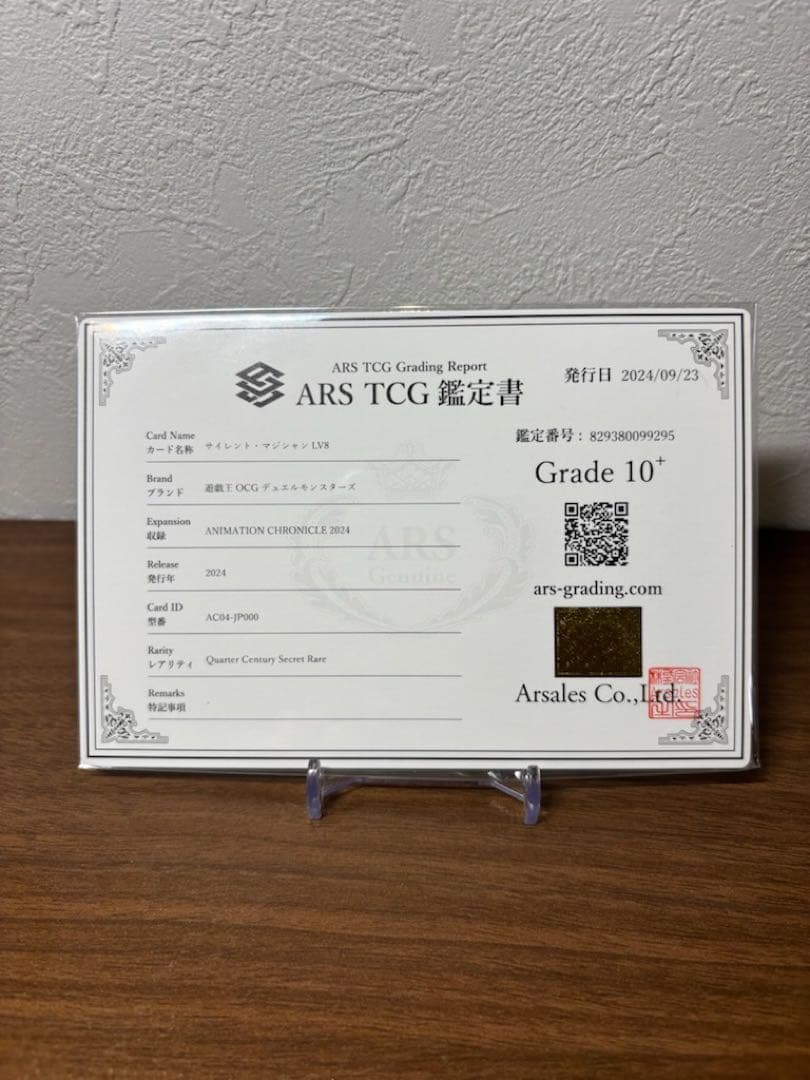 ARS TCG Grading Report
ARS TCG 鑑定書
発行日 2024/09/23
Card Name
カード名称 サイレント・マジシャン LV8
Brand
ブランド 遊戯王 OCG デュエルモンスターズ
Expansion
収録 ANIMATION CHRONICLE 2024
Release
発行年 2024
Card ID
型番 AC04-JP000
Rarity
レアリティ Quarter Century Secret Rare
Remarks
特記事項
ARS
Genuine
鑑定番号 : 829380099295
Grade 10+
ars-grading.com
Arsales Co.,Ltd.
Arsales